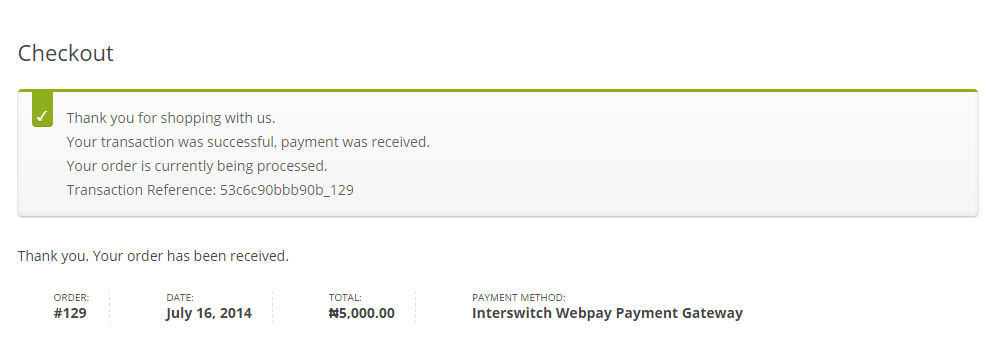 Checkout
✓
Thank you for shopping with us.
Your transaction was successful, payment was received.
Your order is currently being processed.
Transaction Reference: 53c6c90bbb90b_129
Thank you. Your order has been received.
ORDER: DATE: TOTAL: PAYMENT METHOD:
#129 July 16, 2014 ₦5,000.00 Interswitch Webpay Payment Gateway